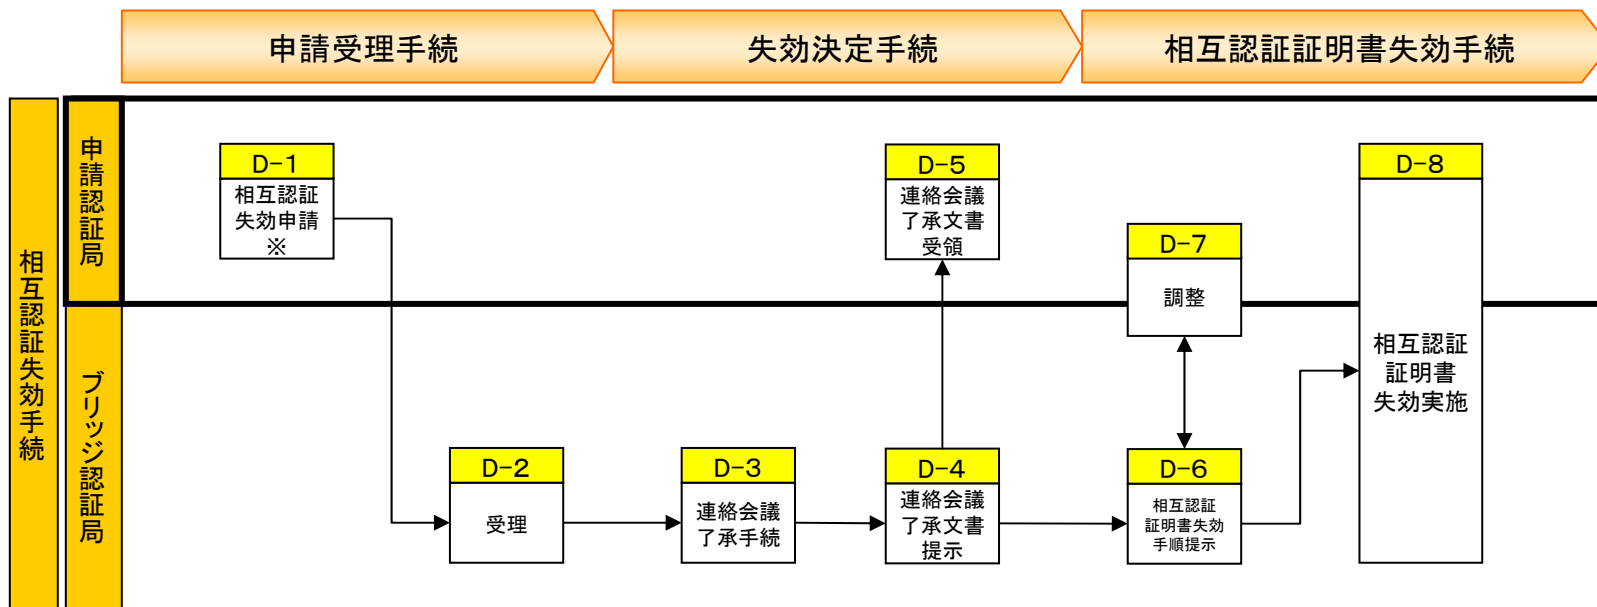 申請受理手続
失効決定手続
相互認証証明書失効手続
相互認証失効手続
申請認証局
ブリッジ認証局
D-1
相互認証
失効申請
※
D-2
受理
D-3
連絡会議
了承手続
D-4
連絡会議
了承文書
提示
D-5
連絡会議
了承文書
受領
D-6
相互認証
証明書失効
手順提示
D-7
調整
D-8
相互認証
証明書
失効実施